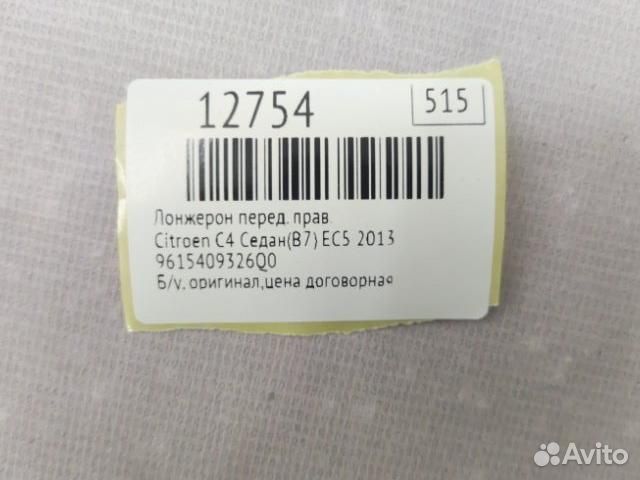 12754
515
Лонжерон перед. прав.
Citroen C4 Седан(B7) EC5 2013
9615409326Q0
Б/у, оригинал,цена договорная
Avito